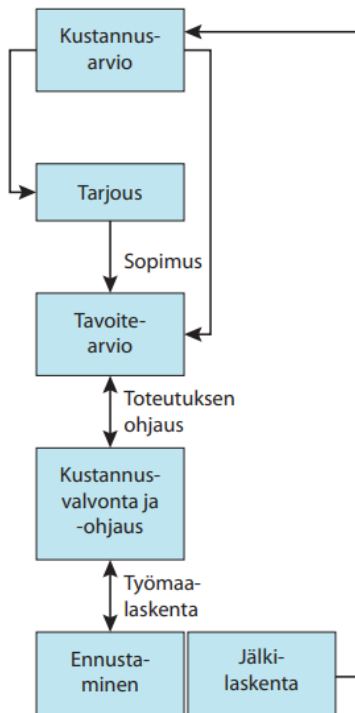 Kustannus-
arvio
Tarjous
Sopimus
Tavoite-
arvio
Toteutuksen
ohjaus
Kustannus-
valvonta ja
-ohjaus
Työmaa-
laskenta
Ennusta-
minen
Jälki-
laskenta